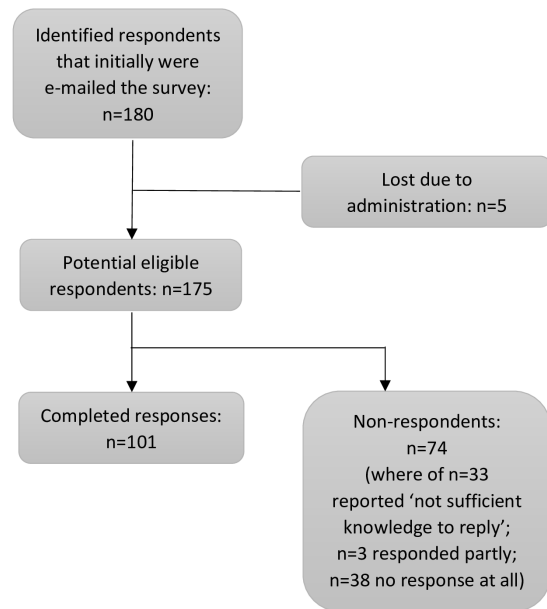 Identified respondents
that initially were
e-mailed the survey:
n=180
Lost due to
administration: n=5
Potential eligible
respondents: n=175
Completed responses:
n=101
Non-respondents:
n=74
(where of n=33
reported ‘not sufficient
knowledge to reply’;
n=3 responded partly;
n=38 no response at all)